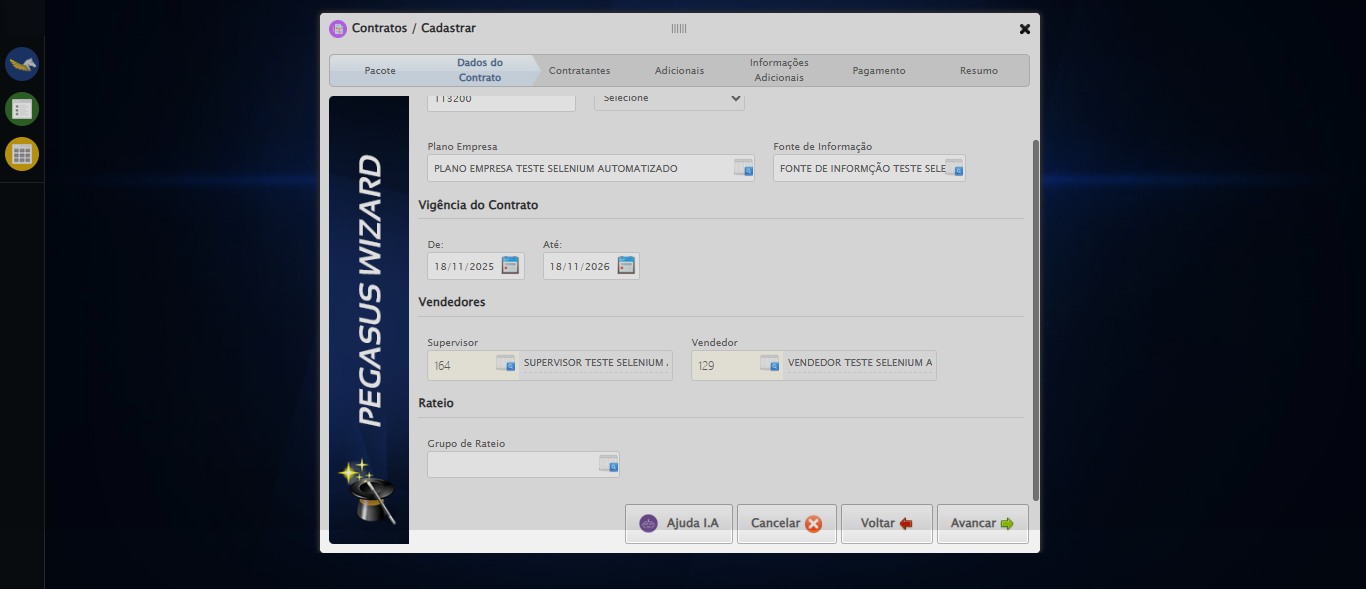 Contratos / Cadastrar
Pacote
Dados do
Contrato
Contratantes
Adicionais
Informações
Adicionais
Pagamento
Resumo
PEGASUS WIZARD
113200
Selecione
Plano Empresa
Fonte de Informação
PLANO EMPRESA TESTE SELENIUM AUTOMATIZADO
FONTE DE INFORMÇÃO TESTE SELE
Vigência do Contrato
De:
Até:
18/11/2025
18/11/2026
Vendedores
Supervisor
Vendedor
164
SUPERVISOR TESTE SELENIUM
129
VENDEDOR TESTE SELENIUM A
Rateio
Grupo de Rateio
Ajuda I.A
Cancelar
Voltar
Avancar